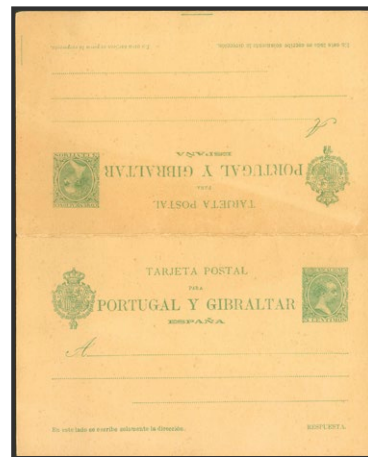 TARJETA POSTAL
PARA
PORTUGAL Y GIBRALTAR
ESPAÑA
A
TARJETA POSTAL
PARA
PORTUGAL Y GIBRALTAR
ESPAÑA
A
En este lado se escribe solamente la dirección.
RESPUESTA.